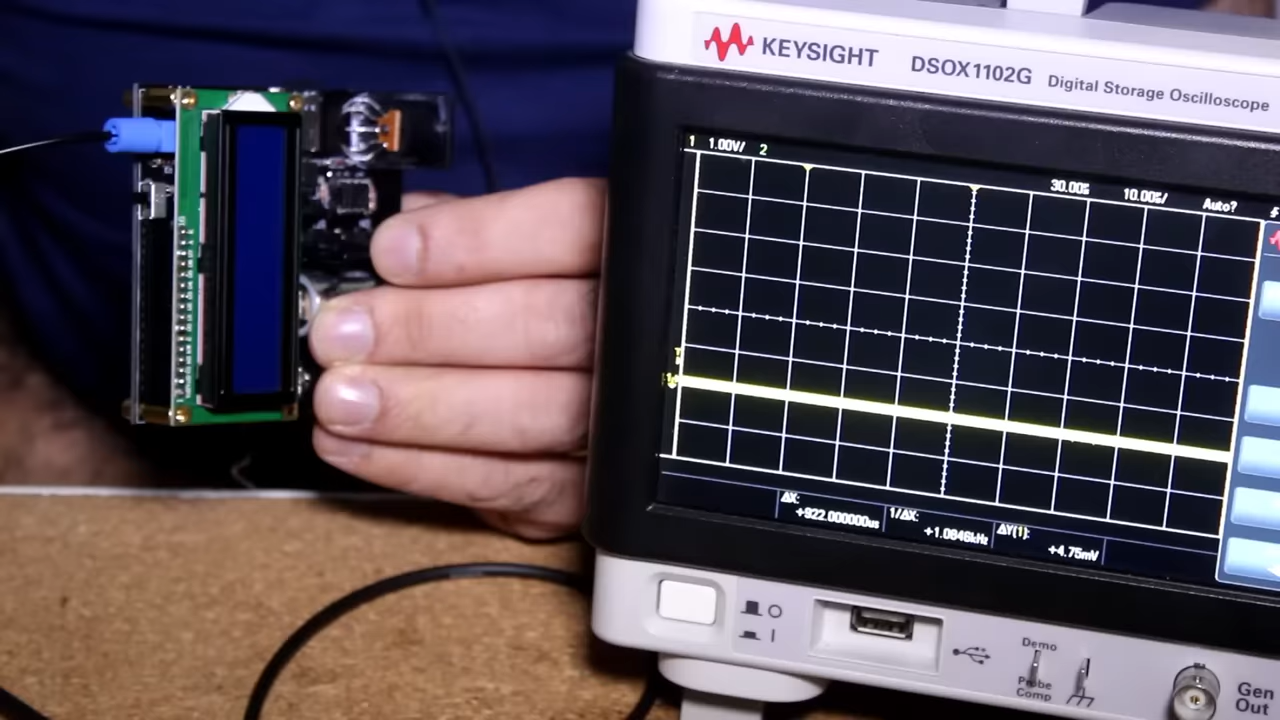 KEYSIGHT DSOX1102G Digital Storage Oscilloscope
1 1.00V/ 2 30.00s 10.00s/ Auto?
ΔX: 1/ΔX: ΔY(1):
+922.000000us +1.0846kHz +4.75mV
Demo
Probe
Comp
Gen
Out